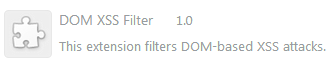 DOM XSS Filter 1.0
This extension filters DOM-based XSS attacks.